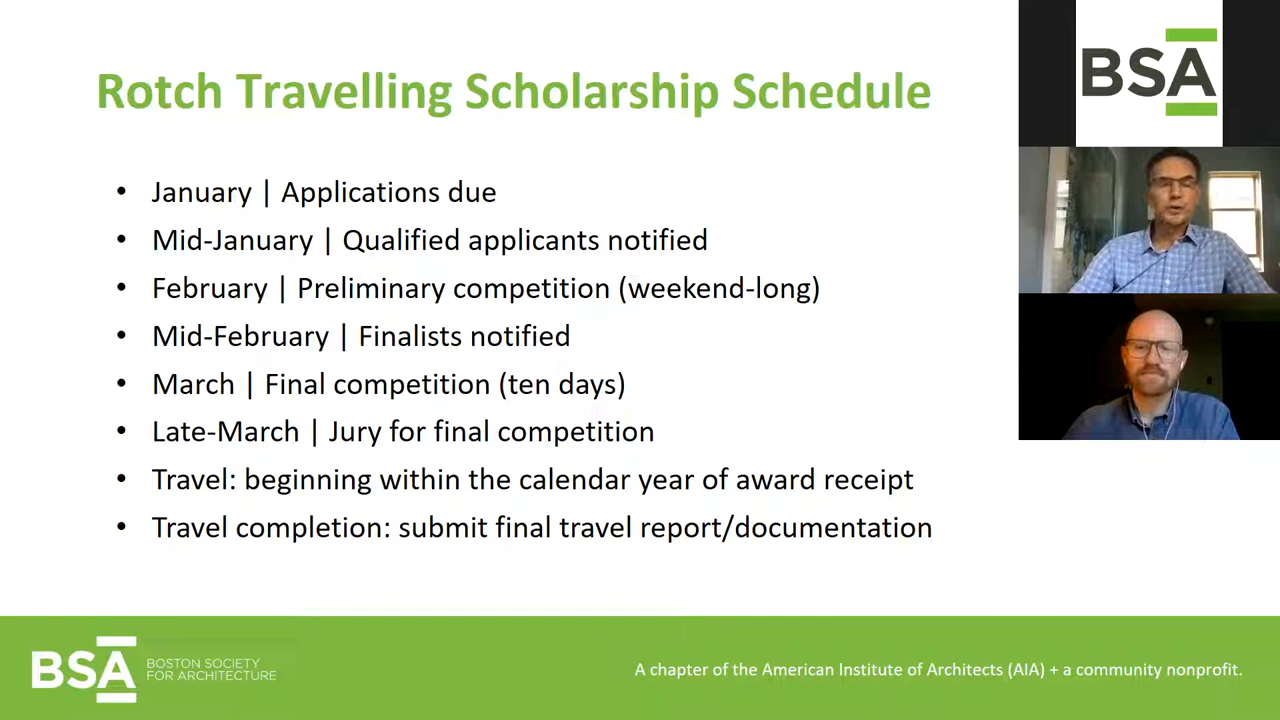 Rotch Travelling Scholarship Schedule
• January | Applications due
• Mid-January | Qualified applicants notified
• February | Preliminary competition (weekend-long)
• Mid-February | Finalists notified
• March | Final competition (ten days)
• Late-March | Jury for final competition
• Travel: beginning within the calendar year of award receipt
• Travel completion: submit final travel report/documentation
BSA
BSA
BOSTON SOCIETY
FOR ARCHITECTURE
A chapter of the American Institute of Architects (AIA) + a community nonprofit.